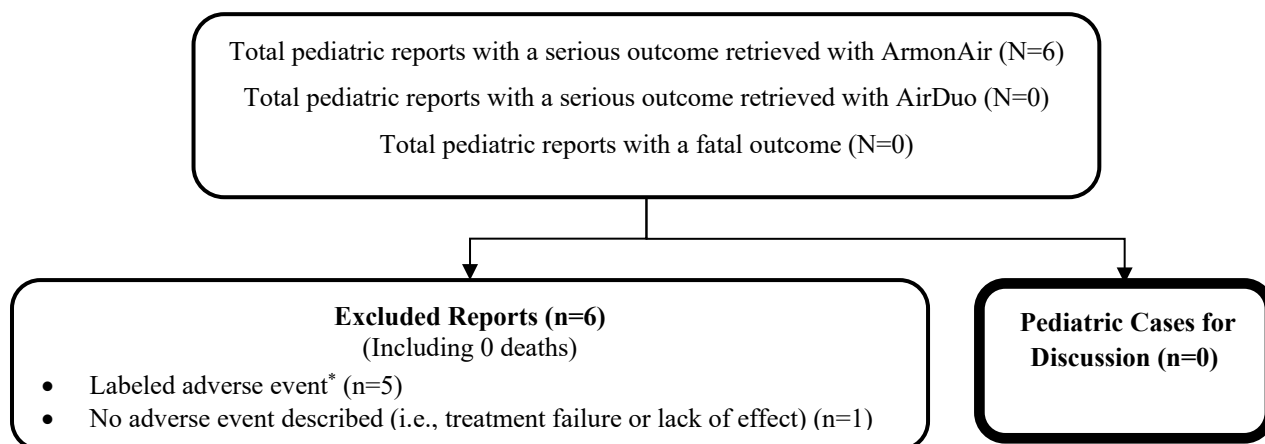 Total pediatric reports with a serious outcome retrieved with ArmonAir (N=6)
Total pediatric reports with a serious outcome retrieved with AirDuo (N=0)
Total pediatric reports with a fatal outcome (N=0)
Excluded Reports (n=6)
(Including 0 deaths)
• Labeled adverse event* (n=5)
• No adverse event described (i.e., treatment failure or lack of effect) (n=1)
Pediatric Cases for
Discussion (n=0)